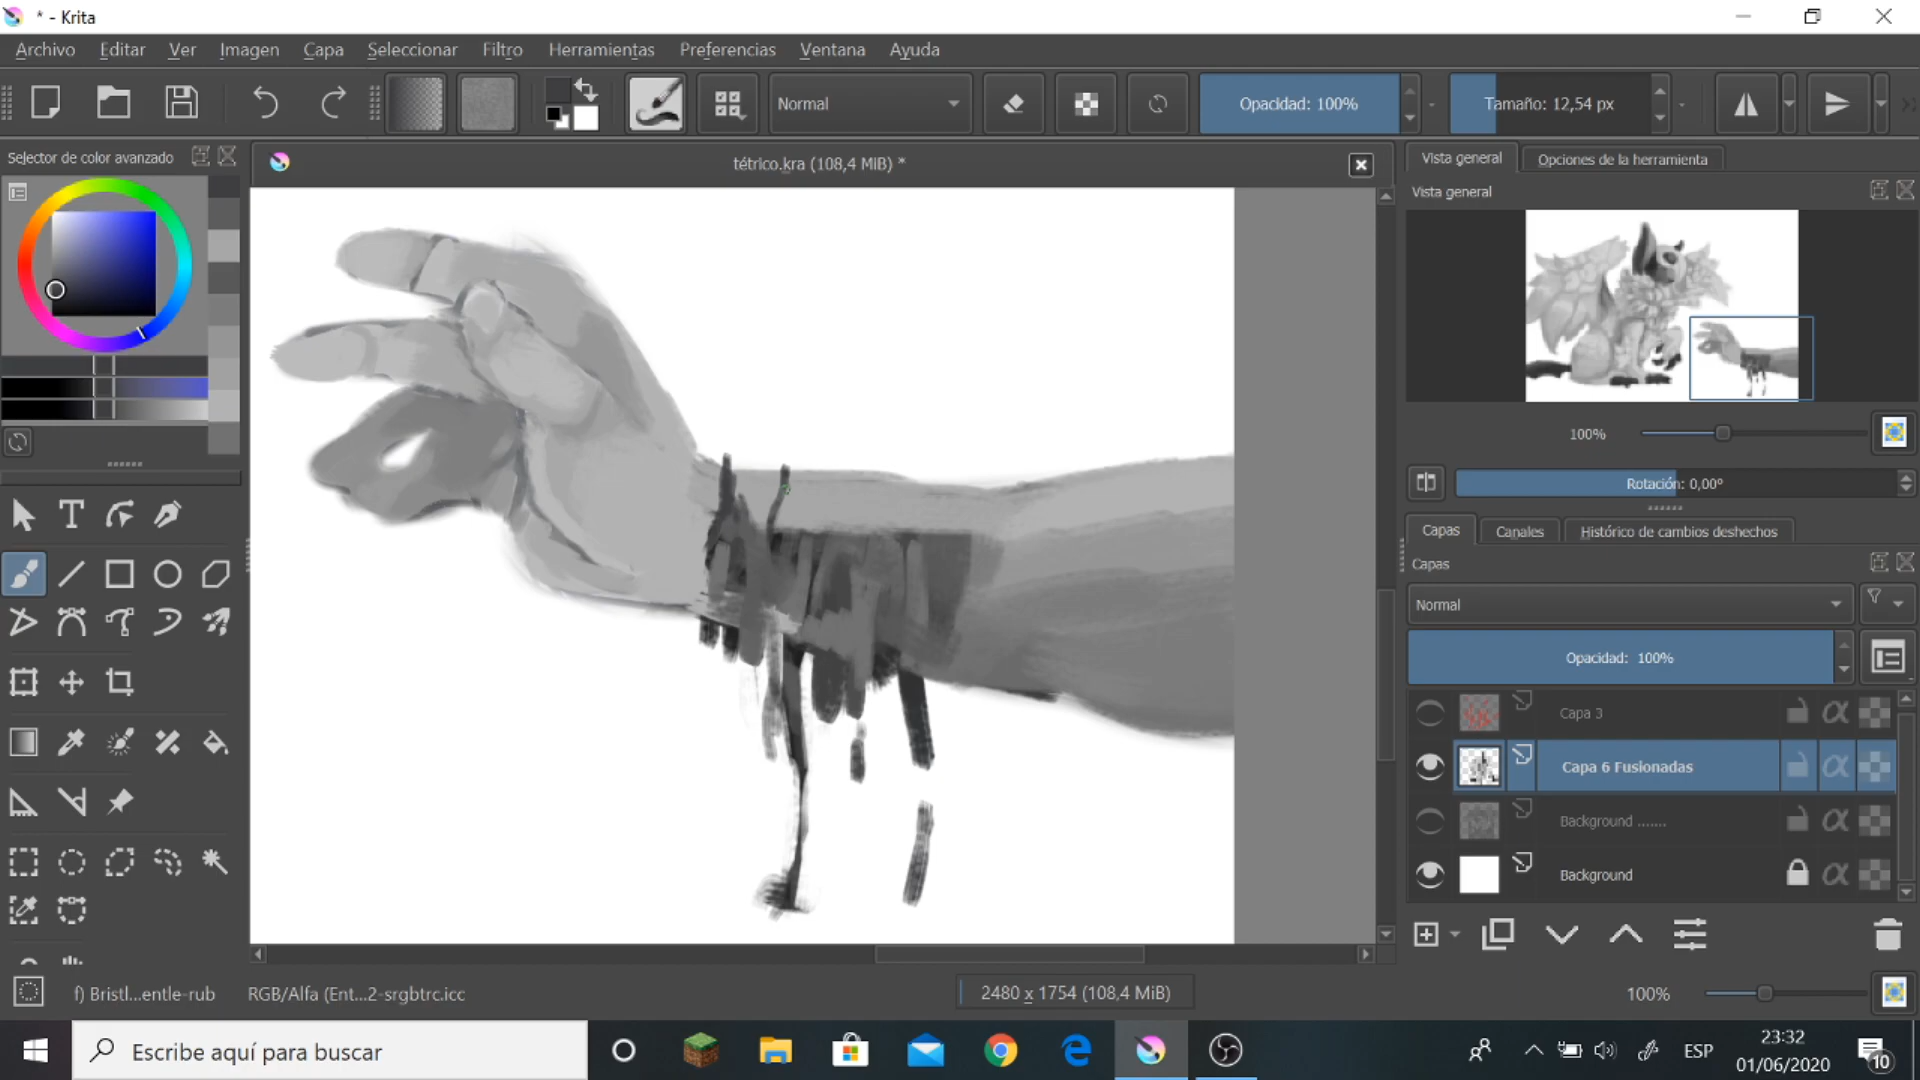 * - Krita
Archivo Editar Ver Imagen Capa Seleccionar Filtro Herramientas Preferencias Ventana Ayuda
Normal Opacidad: 100% Tamaño: 12,54 px
Selector de color avanzado
tétrico.kra (108,4 MiB) *
Vista general Opciones de la herramienta
Vista general
100%
Rotación: 0,00º
Capas Canales Histórico de cambios deshechos
Capas
Normal
Opacidad: 100%
Capa 3
Capa 6 Fusionadas
Background .......
Background
f) Bristl...entle-rub RGB/Alfa (Ent...2-srgbtrc.icc 2480 x 1754 (108,4 MiB) 100%
Escribe aquí para buscar
ESP
23:32
01/06/2020
10